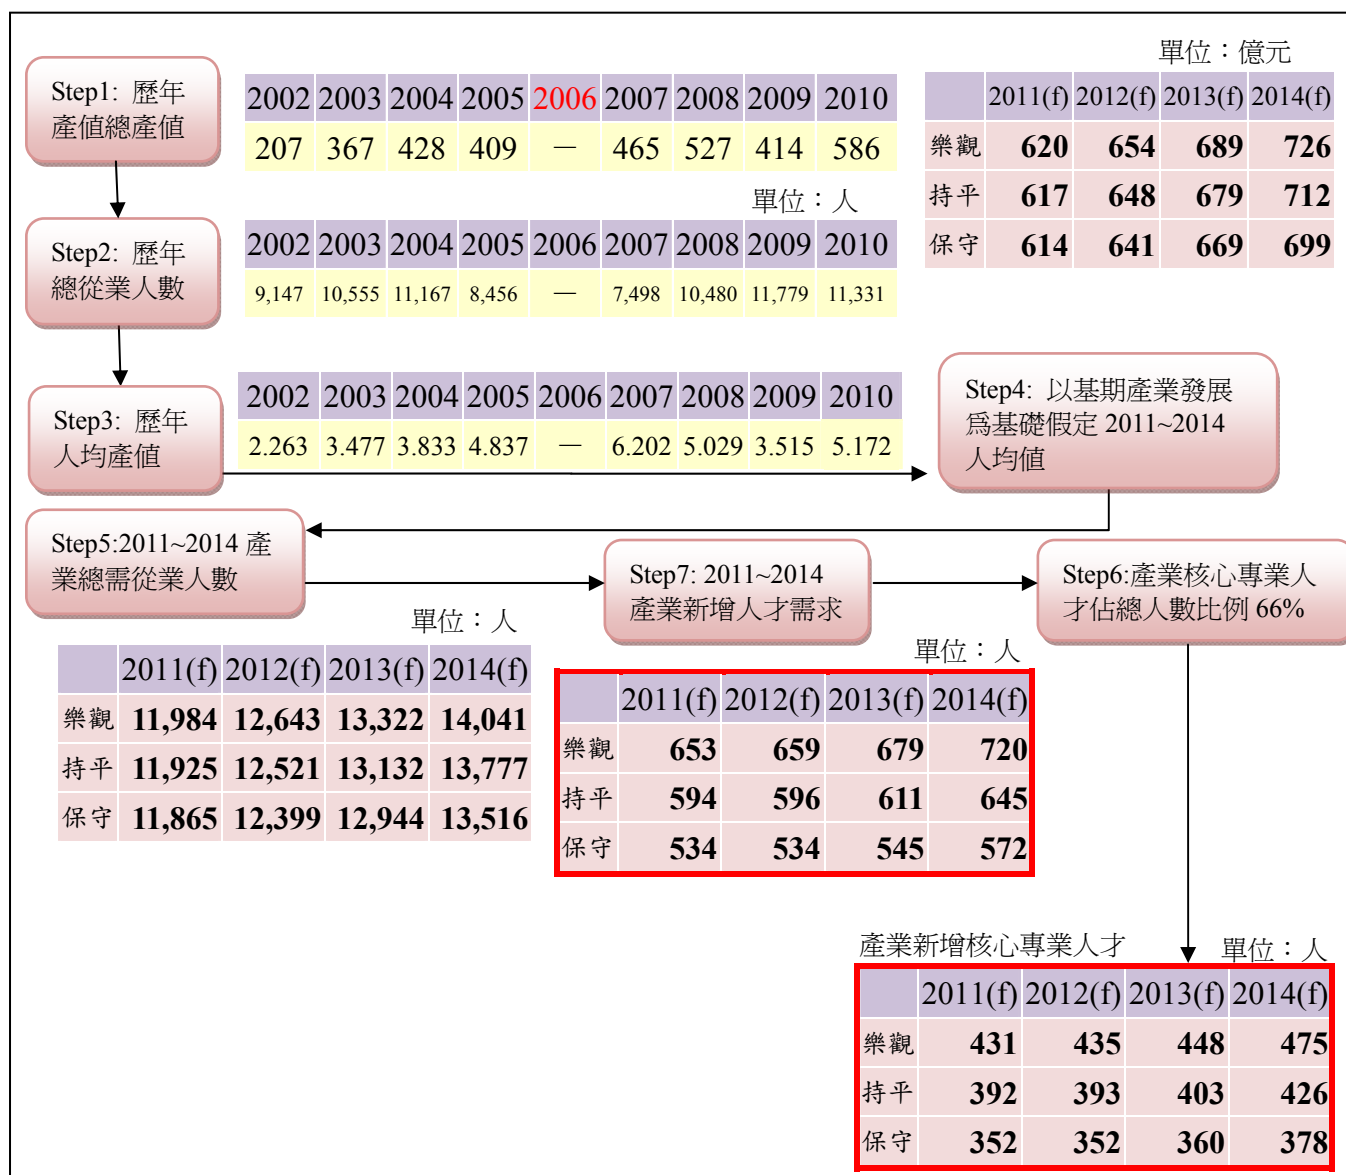 單位：億元
Step1: 歷年
產值總產值
2002 2003 2004 2005 2006 2007 2008 2009 2010
207 367 428 409 — 465 527 414 586
2011(f) 2012(f) 2013(f) 2014(f)
樂觀 620 654 689 726
持平 617 648 679 712
保守 614 641 669 699
單位：人
Step2: 歷年
總從業人數
2002 2003 2004 2005 2006 2007 2008 2009 2010
9,147 10,555 11,167 8,456 — 7,498 10,480 11,779 11,331
Step3: 歷年
人均產值
2002 2003 2004 2005 2006 2007 2008 2009 2010
2.263 3.477 3.833 4.837 — 6.202 5.029 3.515 5.172
Step4: 以基期產業發展
為基礎假定 2011~2014
人均值
Step5:2011~2014 產
業總需從業人數
Step7: 2011~2014
產業新增人才需求
Step6:產業核心專業人
才佔總人數比例 66%
單位：人
2011(f) 2012(f) 2013(f) 2014(f)
樂觀 11,984 12,643 13,322 14,041
持平 11,925 12,521 13,132 13,777
保守 11,865 12,399 12,944 13,516
單位：人
2011(f) 2012(f) 2013(f) 2014(f)
樂觀 653 659 679 720
持平 594 596 611 645
保守 534 534 545 572
產業新增核心專業人才
單位：人
2011(f) 2012(f) 2013(f) 2014(f)
樂觀 431 435 448 475
持平 392 393 403 426
保守 352 352 360 378